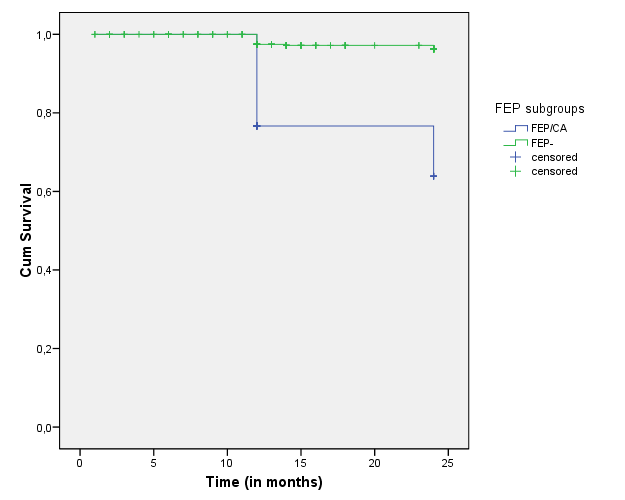 1,0
0,8
0,6
0,4
0,2
0,0
Cum Survival
0 5 10 15 20 25
Time (in months)
FEP subgroups
FEP/CA
FEP-
censored
censored